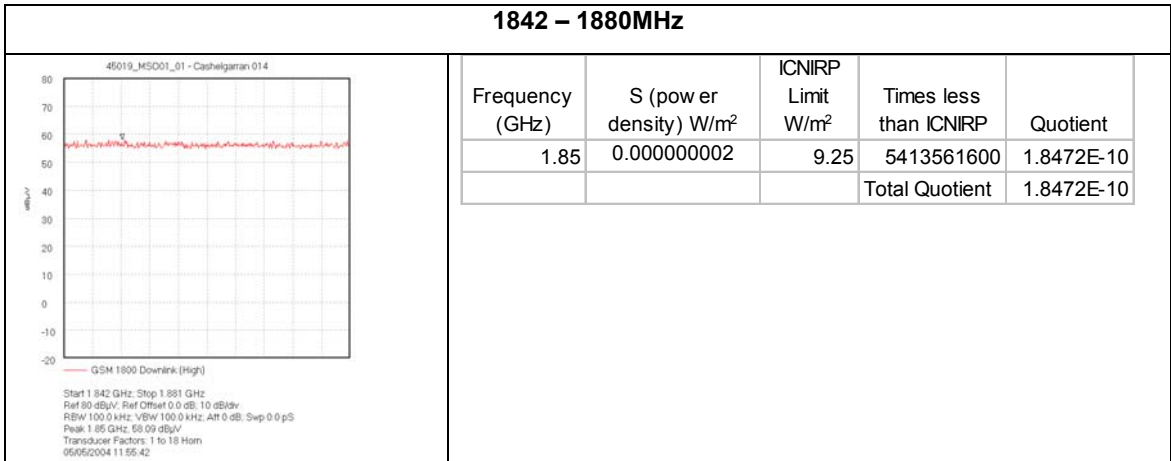 1842 – 1880MHz
45019_MSO01_01 - Cashelgarran 014
80
70
60
50
40
30
20
10
0
-10
-20
dBµV
GSM 1800 Downlink (High)
Start 1.842 GHz; Stop 1.881 GHz
Ref 80 dBµV; Ref Offset 0.0 dB; 10 dB/div
RBW 100.0 kHz; VBW 100.0 kHz; Att 0 dB; Swp 0.0 pS
Peak 1.85 GHz, 58.09 dBµV
Transducer Factors: 1 to 18 Horn
05/05/2004 11:55:42
Frequency (GHz) S (pow er density) W/m² ICNIRP Limit W/m² Times less than ICNIRP Quotient
1.85 0.000000002 9.25 5413561600 1.8472E-10
Total Quotient 1.8472E-10